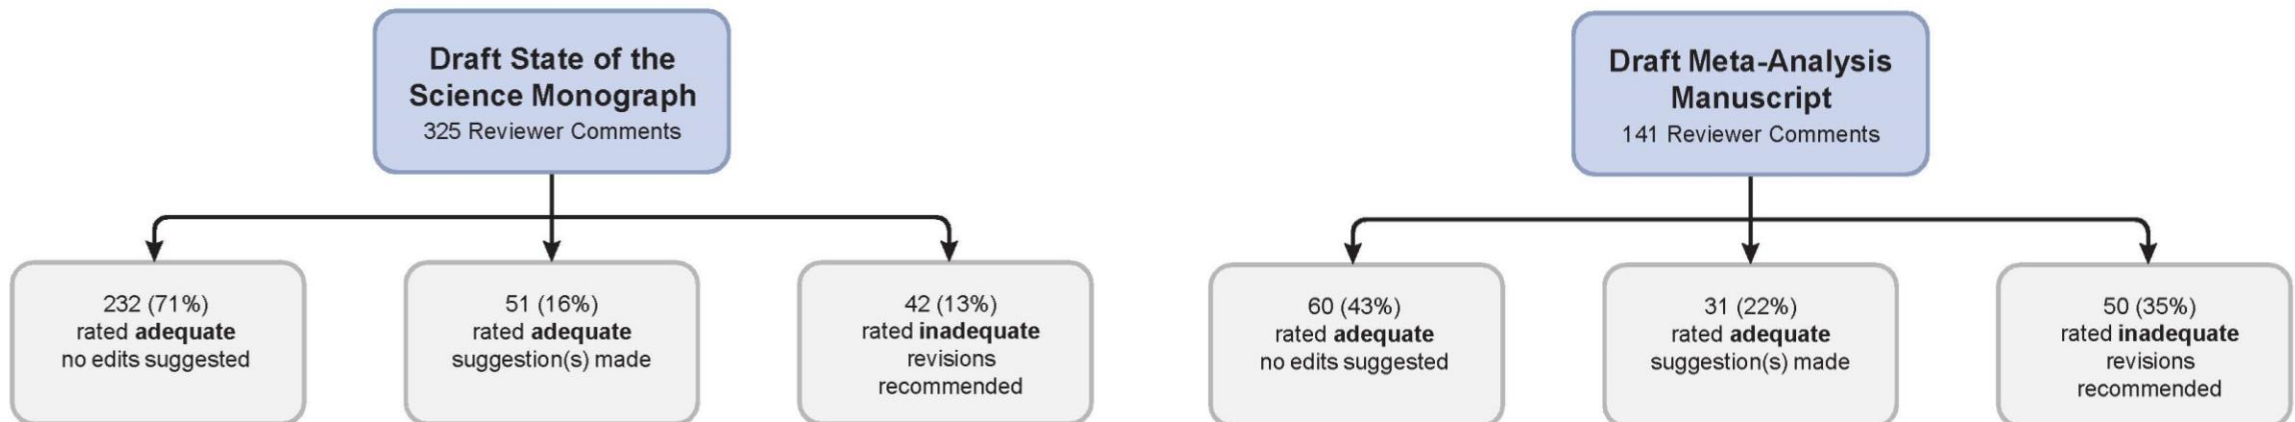 Draft State of the
Science Monograph
325 Reviewer Comments
232 (71%)
rated adequate
no edits suggested
51 (16%)
rated adequate
suggestion(s) made
42 (13%)
rated inadequate
revisions
recommended
Draft Meta-Analysis
Manuscript
141 Reviewer Comments
60 (43%)
rated adequate
no edits suggested
31 (22%)
rated adequate
suggestion(s) made
50 (35%)
rated inadequate
revisions
recommended